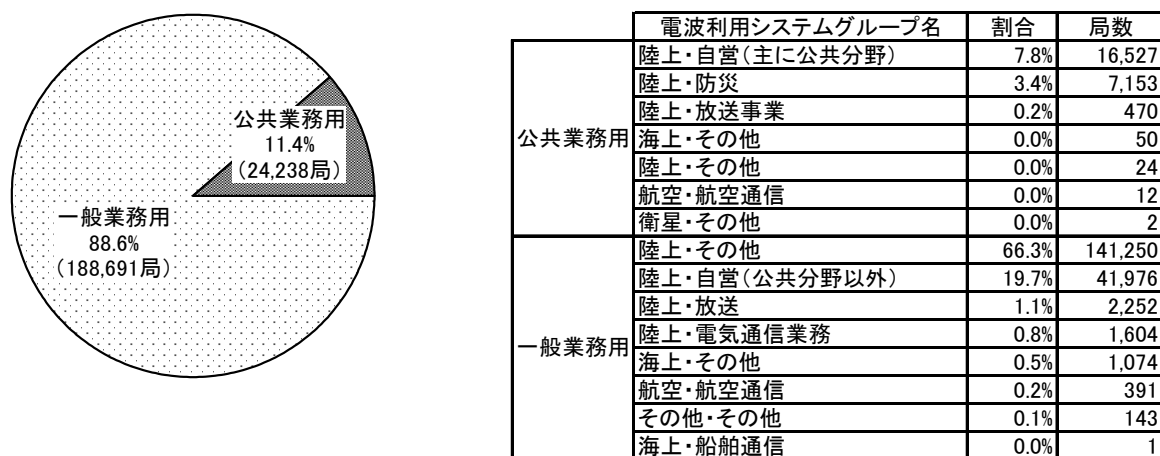 公共業務用
11.4%
(24,238局)
一般業務用
88.6%
(188,691局)
電波利用システムグループ名 割合 局数
公共業務用
陸上・自営(主に公共分野) 7.8% 16,527
陸上・防災 3.4% 7,153
陸上・放送事業 0.2% 470
海上・その他 0.0% 50
陸上・その他 0.0% 24
航空・航空通信 0.0% 12
衛星・その他 0.0% 2
一般業務用
陸上・その他 66.3% 141,250
陸上・自営(公共分野以外) 19.7% 41,976
陸上・放送 1.1% 2,252
陸上・電気通信業務 0.8% 1,604
海上・その他 0.5% 1,074
航空・航空通信 0.2% 391
その他・その他 0.1% 143
海上・船舶通信 0.0% 1